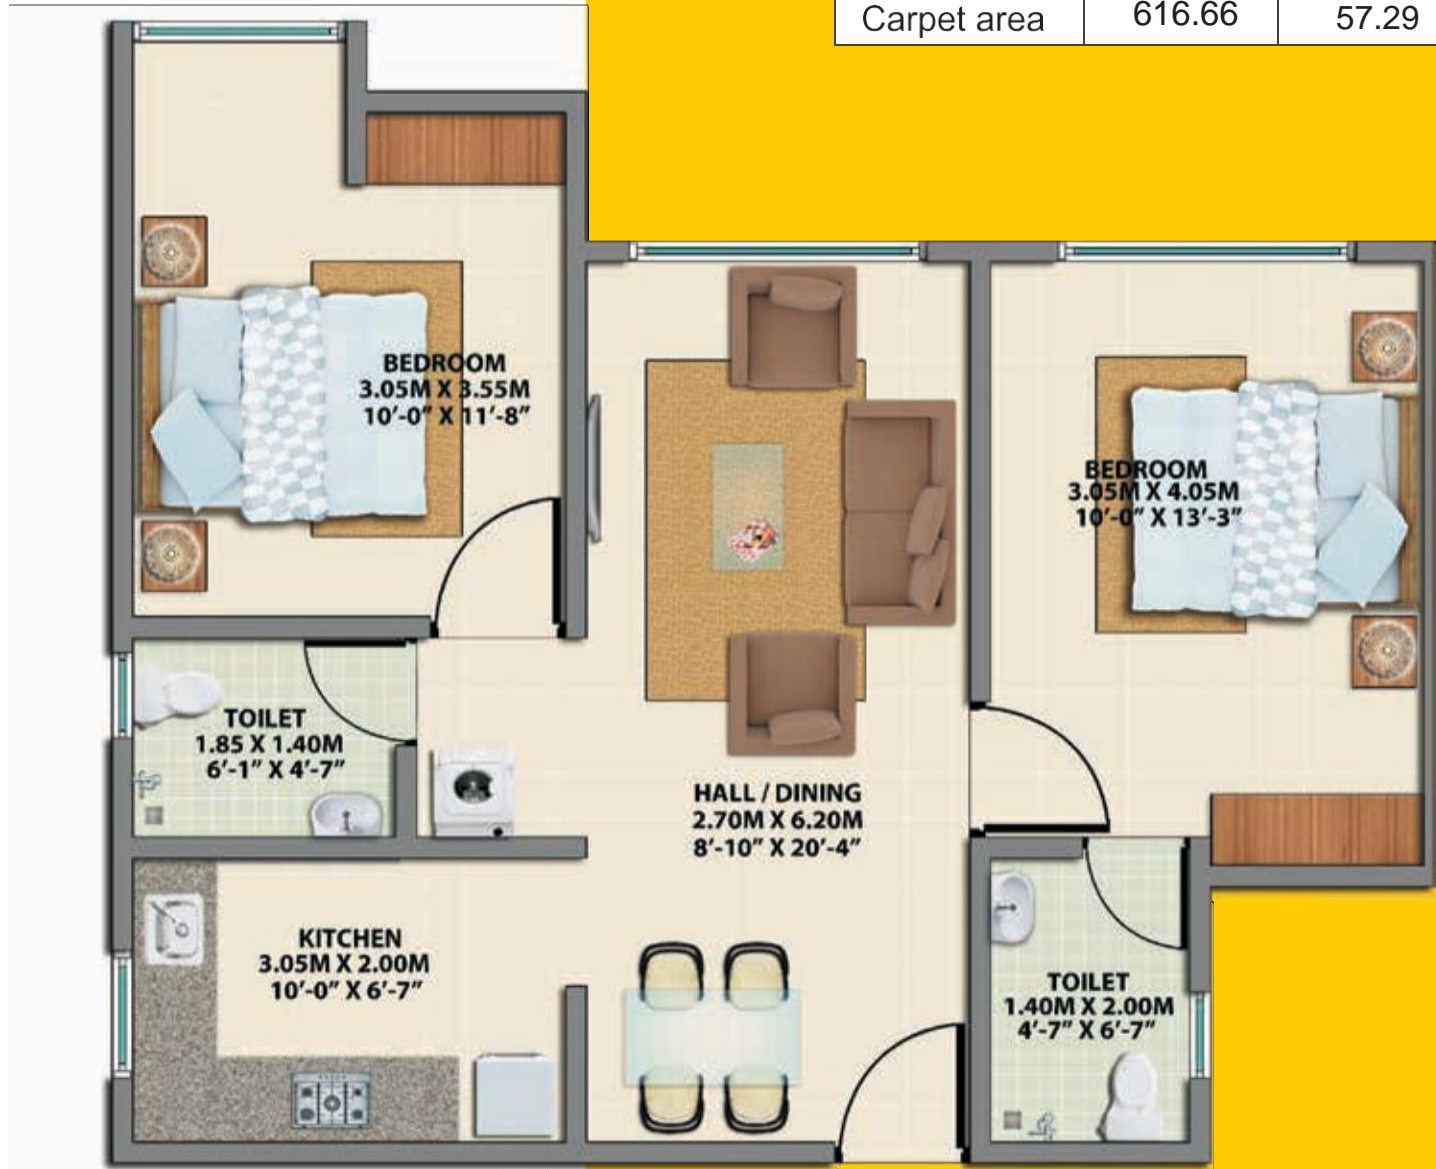 Carpet area 616.66 57.29
BEDROOM
3.05M X 3.55M
10'-0" X 11'-8"
BEDROOM
3.05M X 4.05M
10'-0" X 13'-3"
TOILET
1.85 X 1.40M
6'-1" X 4'-7"
HALL / DINING
2.70M X 6.20M
8'-10" X 20'-4"
KITCHEN
3.05M X 2.00M
10'-0" X 6'-7"
TOILET
1.40M X 2.00M
4'-7" X 6'-7"